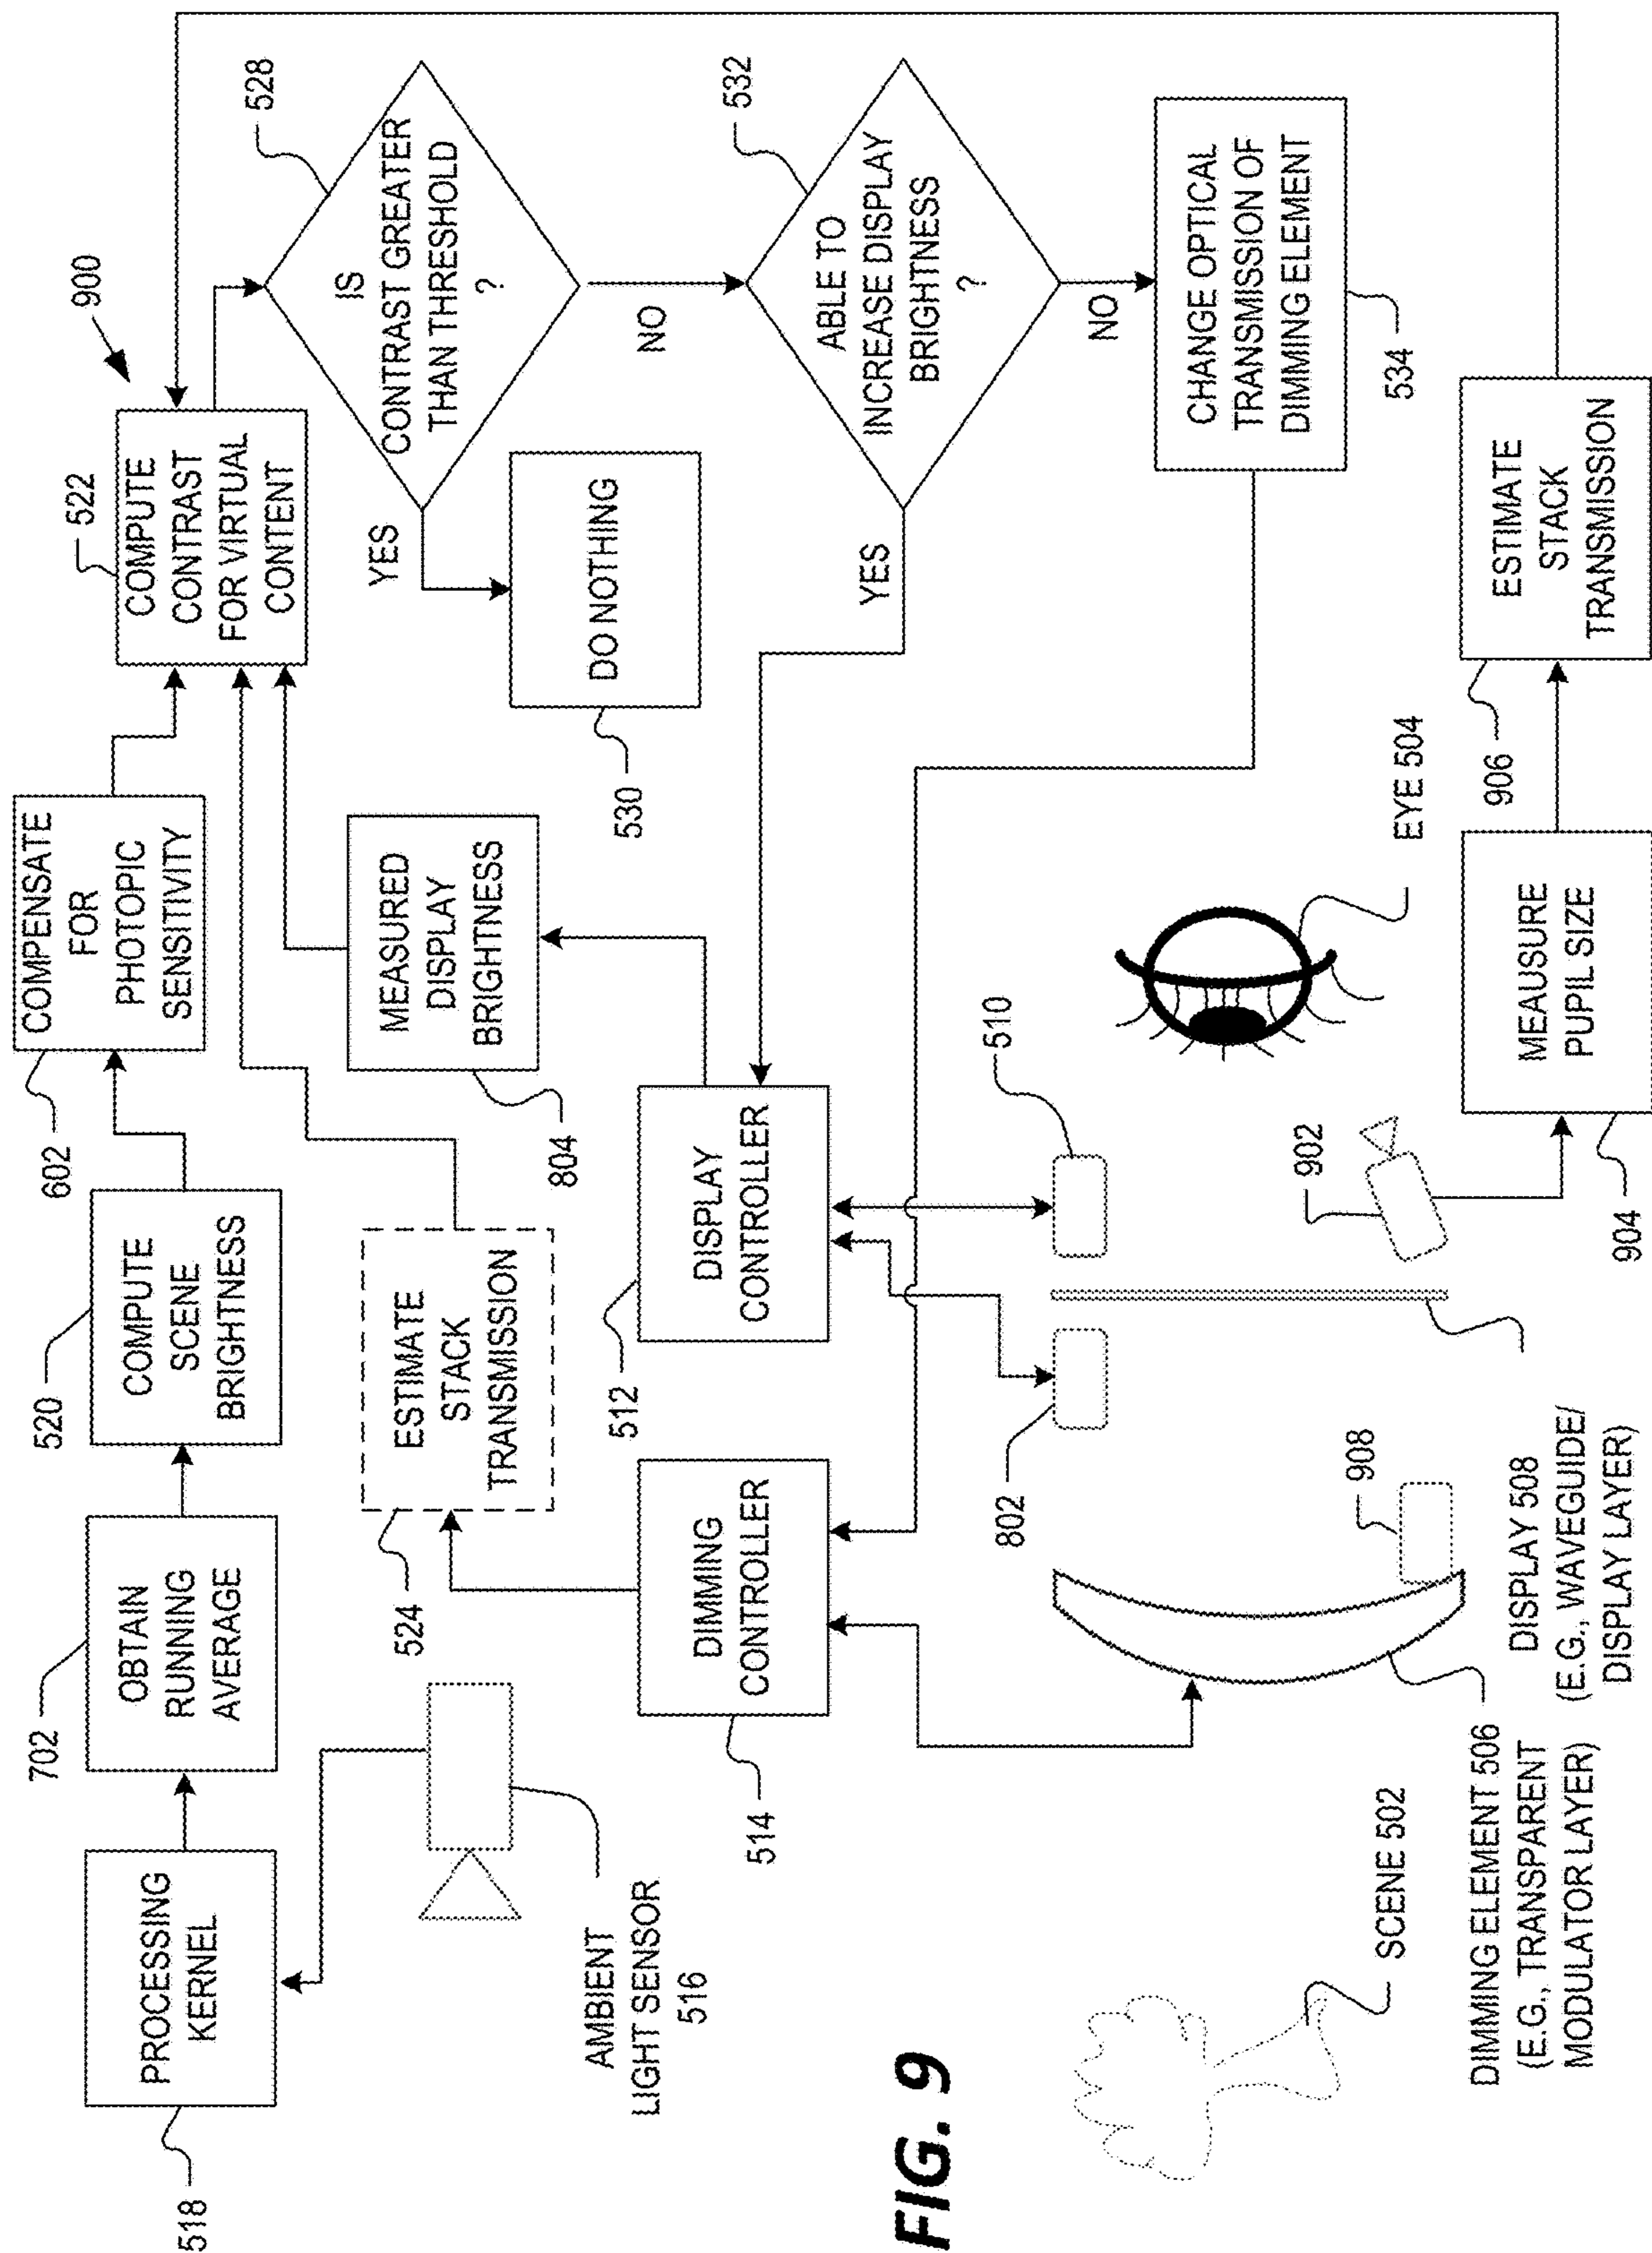 PROCESSING
KERNEL
518
OBTAIN
RUNNING
AVERAGE
702
COMPUTE
SCENE
BRIGHTNESS
520
COMPENSATE
FOR
PHOTOPIC
SENSITIVITY
602
COMPUTE
CONTRAST
FOR VIRTUAL
CONTENT
522
900
IS
CONTRAST GREATER
THAN THRESHOLD
?
528
YES
NO
DO NOTHING
530
ABLE TO
INCREASE DISPLAY
BRIGHTNESS
?
532
YES
NO
CHANGE OPTICAL
TRANSMISSION OF
DIMMING ELEMENT
534
MEASURED
DISPLAY
BRIGHTNESS
804
ESTIMATE
STACK
TRANSMISSION
524
AMBIENT
LIGHT SENSOR
516
DIMMING
CONTROLLER
514
DISPLAY
CONTROLLER
512
802
510
902
908
EYE 504
MEAUSURE
PUPIL SIZE
904
ESTIMATE
STACK
TRANSMISSION
906
SCENE 502
DIMMING ELEMENT 506
(E.G., TRANSPARENT
MODULATOR LAYER)
DISPLAY 508
(E.G., WAVEGUIDE/
DISPLAY LAYER)
FIG. 9